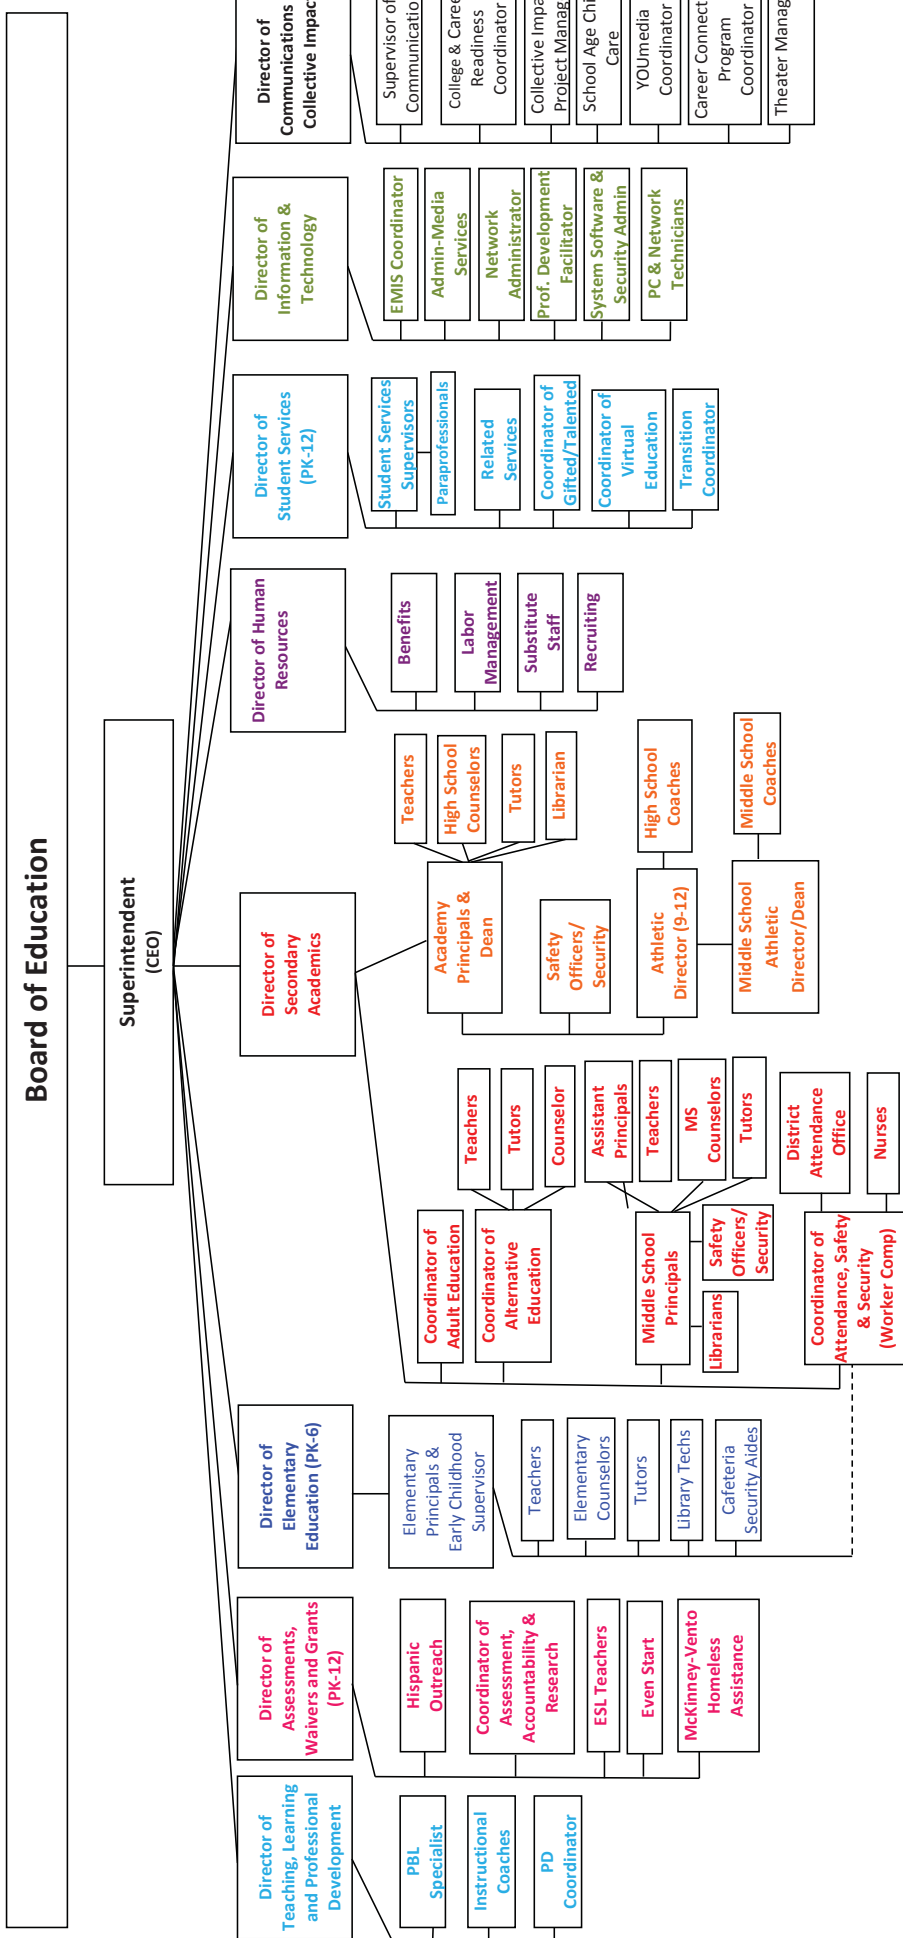 Board of Education
Superintendent
(CEO)
Director of
Teaching, Learning
and Professional
Development
PBL
Specialist
Instructional
Coaches
PD
Coordinator
Director of
Assessments,
Waivers and Grants
(PK-12)
Hispanic
Outreach
Coordinator of
Assessment,
Accountability &
Research
ESL Teachers
Even Start
McKinney-Vento
Homeless
Assistance
Director of
Elementary
Education (PK-6)
Elementary
Principals &
Early Childhood
Supervisor
Teachers
Elementary
Counselors
Tutors
Library Techs
Cafeteria
Security Aides
Director of
Secondary
Academics
Coordinator of
Adult Education
Coordinator of
Alternative
Education
Teachers
Tutors
Counselor
Middle School
Principals
Assistant
Principals
Teachers
MS
Counselors
Tutors
Librarians
Safety
Officers/
Security
Coordinator of
Attendance, Safety
& Security
(Worker Comp)
District
Attendance
Office
Nurses
Academy
Principals &
Dean
Teachers
High School
Counselors
Tutors
Librarian
Safety
Officers/
Security
Athletic
Director (9-12)
High School
Coaches
Middle School
Athletic
Director/Dean
Middle School
Coaches
Director of Human
Resources
Benefits
Labor
Management
Substitute
Staff
Recruiting
Director of
Student Services
(PK-12)
Student Services
Supervisors
Paraprofessionals
Related
Services
Coordinator of
Gifted/Talented
Coordinator of
Virtual
Education
Transition
Coordinator
Director of
Information &
Technology
EMIS Coordinator
Admin-Media
Services
Network
Administrator
Prof. Development
Facilitator
System Software &
Security Admin
PC & Network
Technicians
Director of
Communications
Collective Impac
Supervisor of
Communication
College & Caree
Readiness
Coordinator
Collective Impa
Project Manag
School Age Chi
Care
YOUmedia
Coordinator
Career Connect
Program
Coordinator
Theater Manag